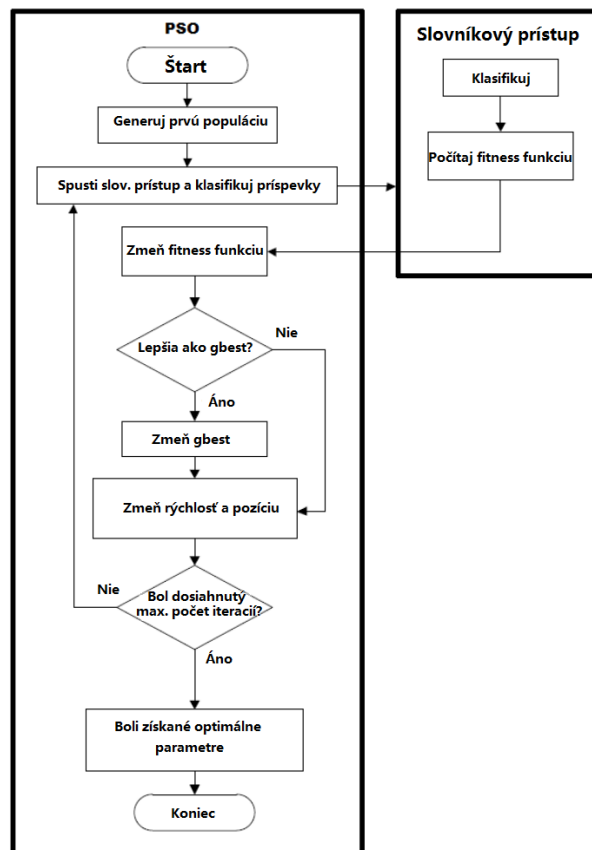 PSO
Štart
Generuj prvú populáciu
Spusti slov. prístup a klasifikuj príspevky
Zmeň fitness funkciu
Lepšia ako gbest?
Nie
Áno
Zmeň gbest
Zmeň rýchlosť a pozíciu
Bol dosiahnutý
max. počet iteracií?
Nie
Áno
Boli získané optimálne
parametre
Koniec
Slovníkový prístup
Klasifikuj
Počítaj fitness funkciu